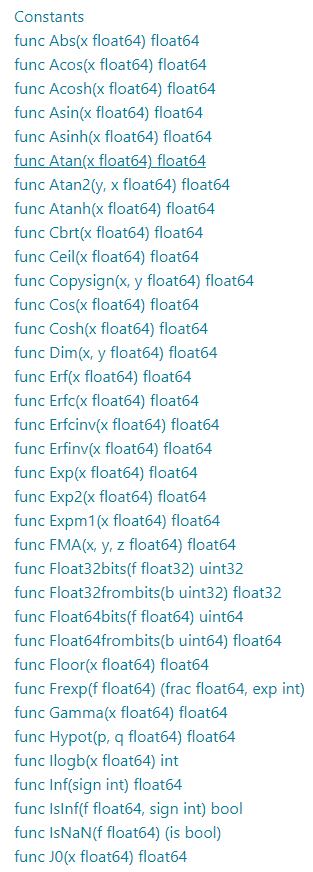 Constants
func Abs(x float64) float64
func Acos(x float64) float64
func Acosh(x float64) float64
func Asin(x float64) float64
func Asinh(x float64) float64
func Atan(x float64) float64
func Atan2(y, x float64) float64
func Atanh(x float64) float64
func Cbrt(x float64) float64
func Ceil(x float64) float64
func Copysign(x, y float64) float64
func Cos(x float64) float64
func Cosh(x float64) float64
func Dim(x, y float64) float64
func Erf(x float64) float64
func Erfc(x float64) float64
func Erfcinv(x float64) float64
func Erfinv(x float64) float64
func Exp(x float64) float64
func Exp2(x float64) float64
func Expm1(x float64) float64
func FMA(x, y, z float64) float64
func Float32bits(f float32) uint32
func Float32frombits(b uint32) float32
func Float64bits(f float64) uint64
func Float64frombits(b uint64) float64
func Floor(x float64) float64
func Frexp(f float64) (frac float64, exp int)
func Gamma(x float64) float64
func Hypot(p, q float64) float64
func Ilogb(x float64) int
func Inf(sign int) float64
func IsInf(f float64, sign int) bool
func IsNaN(f float64) (is bool)
func J0(x float64) float64